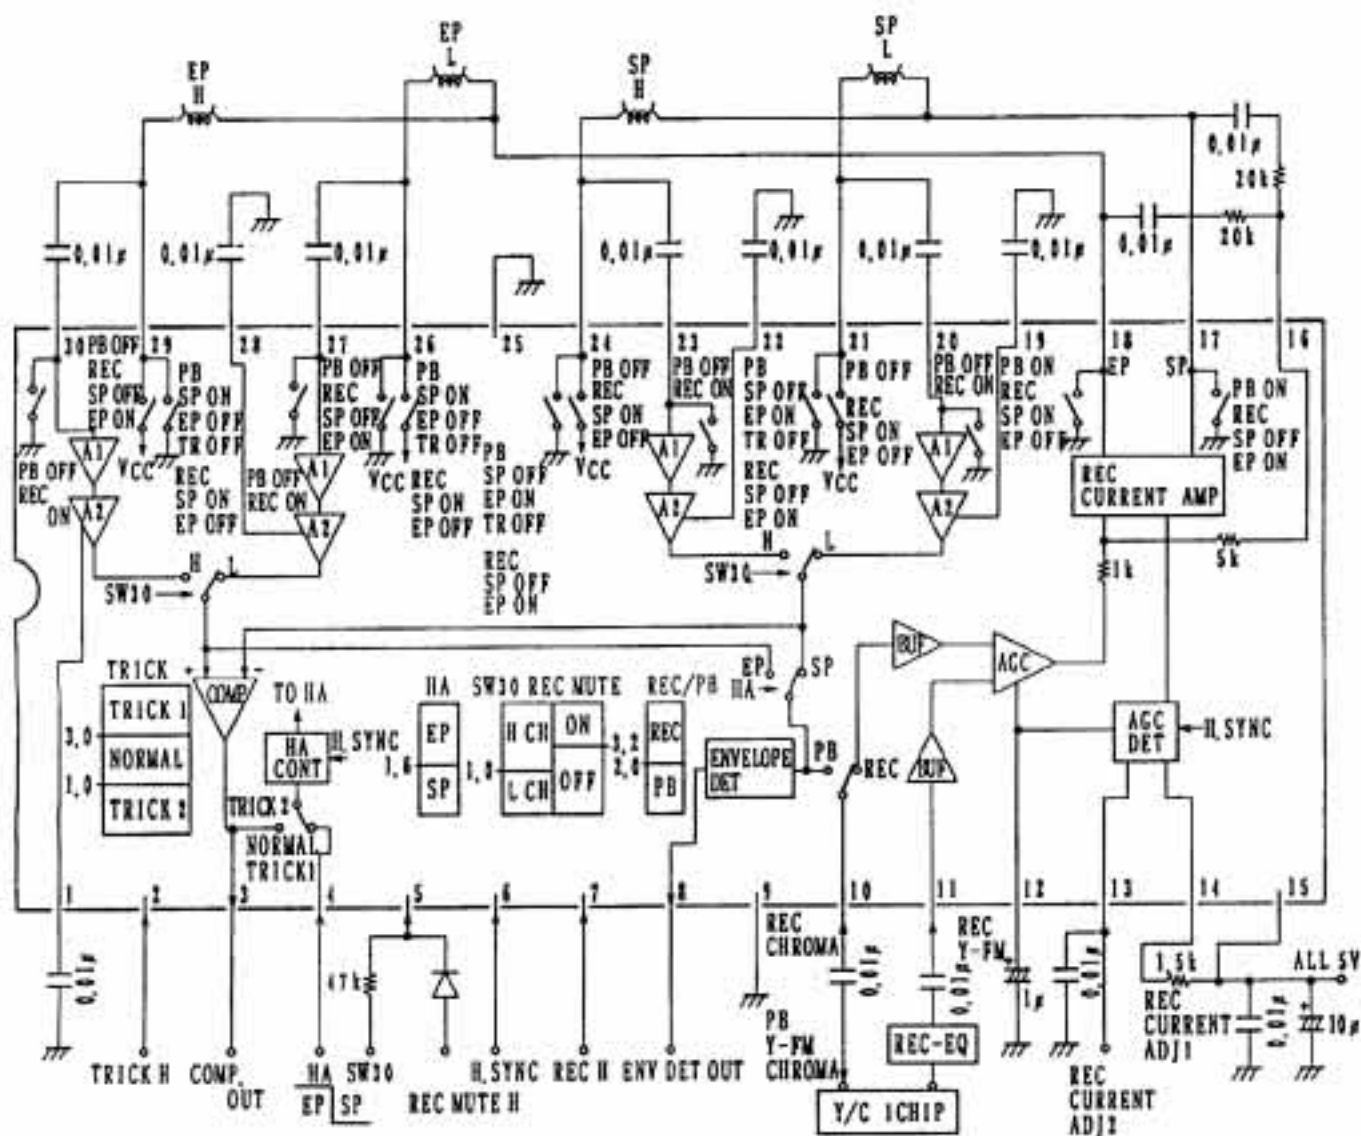 EP
H
EP
L
SP
H
SP
L
0,01μ
20k
0,01μ
20k
0,01μ
0,01μ
0,01μ
0,01μ
0,01μ
0,01μ
0,01μ
30
29
28
27
26
25
24
23
22
21
20
19
18
17
16
PB OFF
REC
SP OFF
EP ON
PB
SP ON
EP OFF
TR OFF
REC
SP ON
EP OFF
VCC
PB OFF
REC
ON
A1
A2
PB OFF
REC
SP OFF
EP ON
PB OFF
REC ON
A1
A2
PB
SP ON
EP OFF
TR OFF
VCC
REC
SP ON
EP OFF
PB
SP OFF
EP ON
TR OFF
REC
SP OFF
EP ON
PB OFF
REC
SP ON
EP OFF
VCC
PB OFF
REC ON
A1
A2
PB
SP OFF
EP ON
TR OFF
REC
SP OFF
EP ON
PB OFF
REC
SP ON
EP OFF
VCC
PB OFF
REC ON
A1
A2
PB ON
REC
SP ON
EP OFF
EP
SP
PB ON
REC
SP OFF
EP ON
REC
CURRENT AMP
5k
1k
H
L
SW30
H
L
SW30
BUF
AGC
EP
SP
HA
TRICK
TRICK 1
3,0
NORMAL
1,0
TRICK 2
+
COMP
-
TO HA
HA
CONT
H,SYNC
TRICK 2
NORMAL
TRICK1
HA
EP
1,6
SP
SW30
H CH
1,0
L CH
REC MUTE
ON
3,2
OFF
REC/PB
REC
2,0
PB
ENVELOPE
DET
PB
REC
BUF
AGC
DET
H,SYNC
1
2
3
4
5
6
7
8
9
10
11
12
13
14
15
0,01μ
47k
REC
CHROMA
0,01μ
0,01μ
REC
Y-FM
+
1μ
0,01μ
1,5k
ALL 5V
REC
CURRENT
ADJ1
0,01μ
+
10μ
TRICK H
COMP,
OUT
HA
EP
SP
SW30
REC MUTE H
H,SYNC
REC H
ENV DET OUT
PB
Y-FM
CHROMA
REC-EQ
Y/C 1CHIP
REC
CURRENT
ADJ2